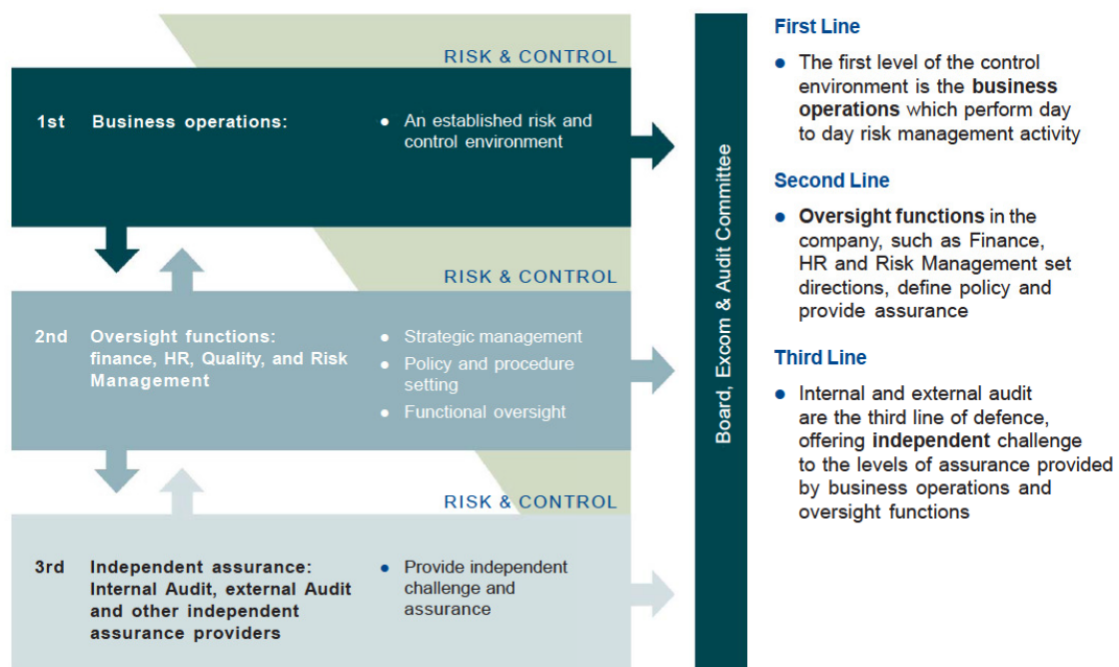 RISK & CONTROL
1st Business operations:
● An established risk and
control environment
RISK & CONTROL
2nd Oversight functions:
finance, HR, Quality, and Risk
Management
● Strategic management
● Policy and procedure
setting
● Functional oversight
RISK & CONTROL
3rd Independent assurance:
Internal Audit, external Audit
and other independent
assurance providers
● Provide independent
challenge and
assurance
Board, Excom & Audit Committee
First Line
● The first level of the control
environment is the business
operations which perform day
to day risk management activity
Second Line
● Oversight functions in the
company, such as Finance,
HR and Risk Management set
directions, define policy and
provide assurance
Third Line
● Internal and external audit
are the third line of defence,
offering independent challenge
to the levels of assurance provided
by business operations and
oversight functions